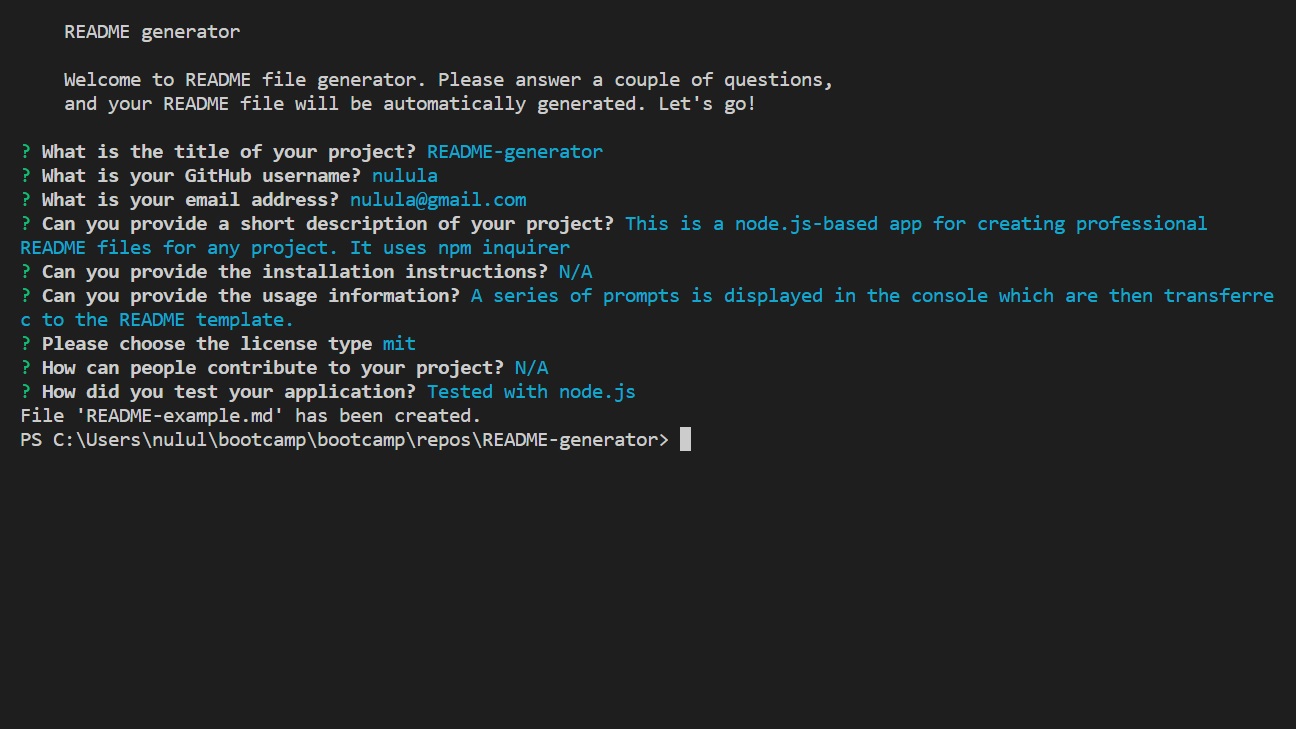 README generator
Welcome to README file generator. Please answer a couple of questions,
and your README file will be automatically generated. Let's go!
? What is the title of your project? README-generator
? What is your GitHub username? nulula
? What is your email address? nulula@gmail.com
? Can you provide a short description of your project? This is a node.js-based app for creating professional
README files for any project. It uses npm inquirer
? Can you provide the installation instructions? N/A
? Can you provide the usage information? A series of prompts is displayed in the console which are then transferre
c to the README template.
? Please choose the license type mit
? How can people contribute to your project? N/A
? How did you test your application? Tested with node.js
File 'README-example.md' has been created.
PS C:\Users\nulul\bootcamp\bootcamp\repos\README-generator>